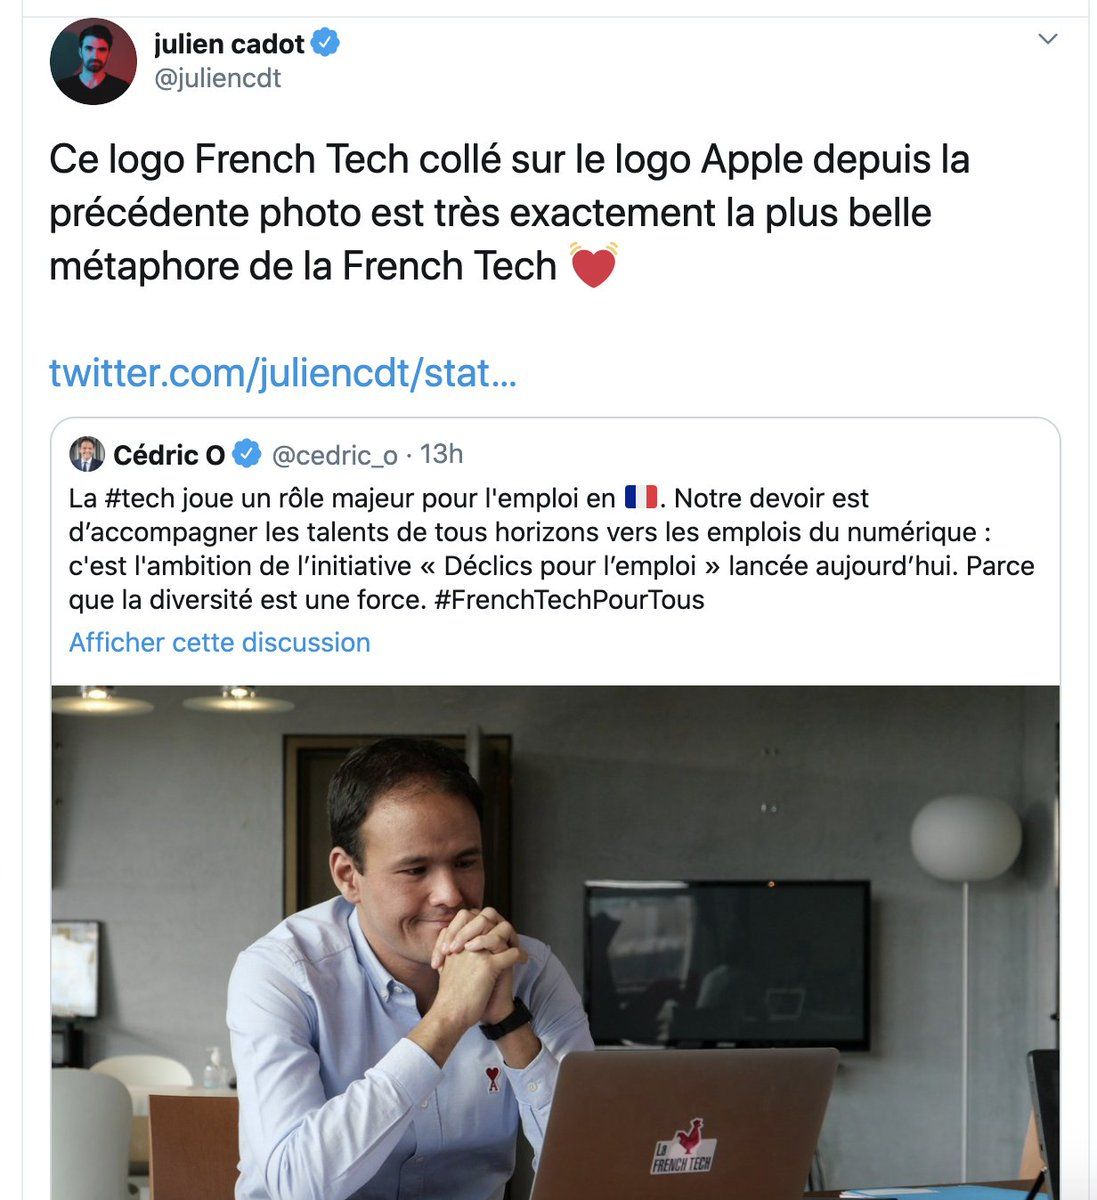 julien cadot
@juliencdt
Ce logo French Tech collé sur le logo Apple depuis la
précédente photo est très exactement la plus belle
métaphore de la French Tech 💓
twitter.com/juliencdt/stat...
Cédric O @cedric_o · 13h
La #tech joue un rôle majeur pour l'emploi en 🇫🇷. Notre devoir est
d’accompagner les talents de tous horizons vers les emplois du numérique :
c'est l'ambition de l’initiative « Déclics pour l’emploi » lancée aujourd’hui. Parce
que la diversité est une force. #FrenchTechPourTous
Afficher cette discussion
A
La
FRENCH TECH